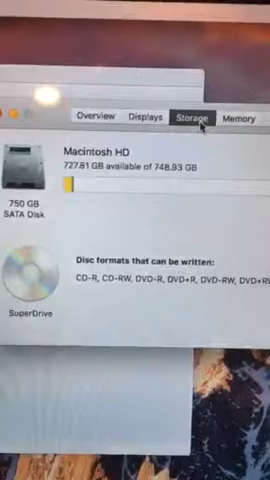 Overview Displays Storage Memory
Macintosh HD
727.81 GB available of 748.93 GB
750 GB
SATA Disk
Disc formats that can be written:
CD-R, CD-RW, DVD-R, DVD+R, DVD-RW, DVD+RW
SuperDrive